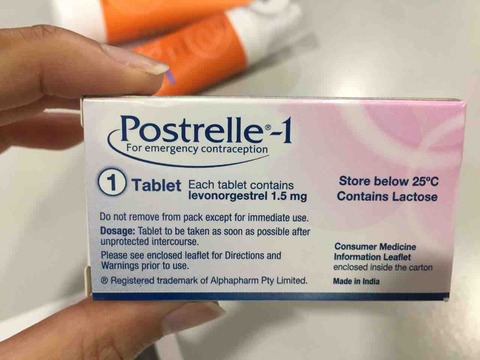 Postrelle®-1
For emergency contraception
1 Tablet Each tablet contains
levonorgestrel 1.5 mg
Do not remove from pack except for immediate use.
Dosage: Tablet to be taken as soon as possible after
unprotected intercourse.
Please see enclosed leaflet for Directions and
Warnings prior to use.
® Registered trademark of Alphapharm Pty Limited.
Store below 25ºC
Contains Lactose
Consumer Medicine
Information Leaflet
enclosed inside the carton
Made in India